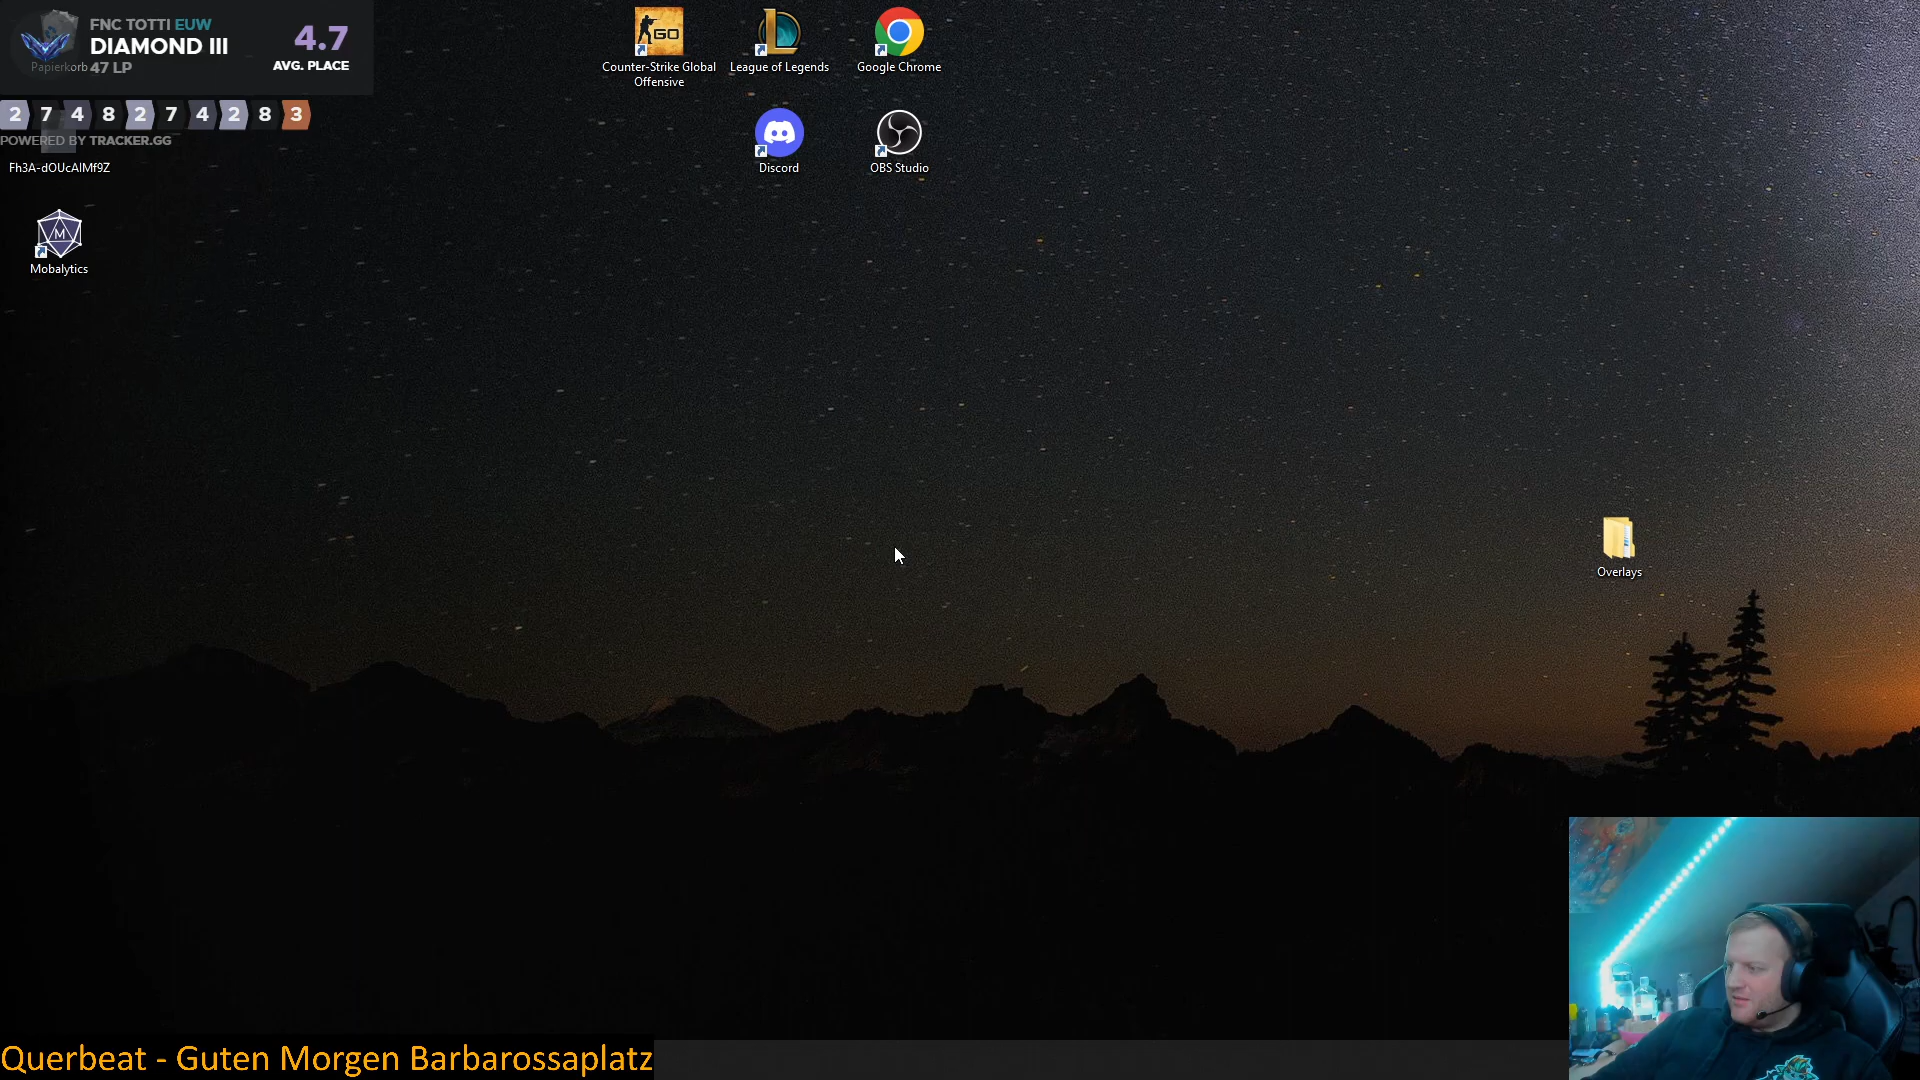 FNC TOTTI EUW
DIAMOND III
47 LP
4.7
AVG. PLACE
Papierkorb
2 7 4 8 2 7 4 2 8 3
POWERED BY TRACKER.GG
Fh3A-dOUcAIMf9Z
M
Mobalytics
GO
Counter-Strike Global
Offensive
League of Legends
Google Chrome
Discord
OBS Studio
Overlays
Querbeat - Guten Morgen Barbarossaplatz